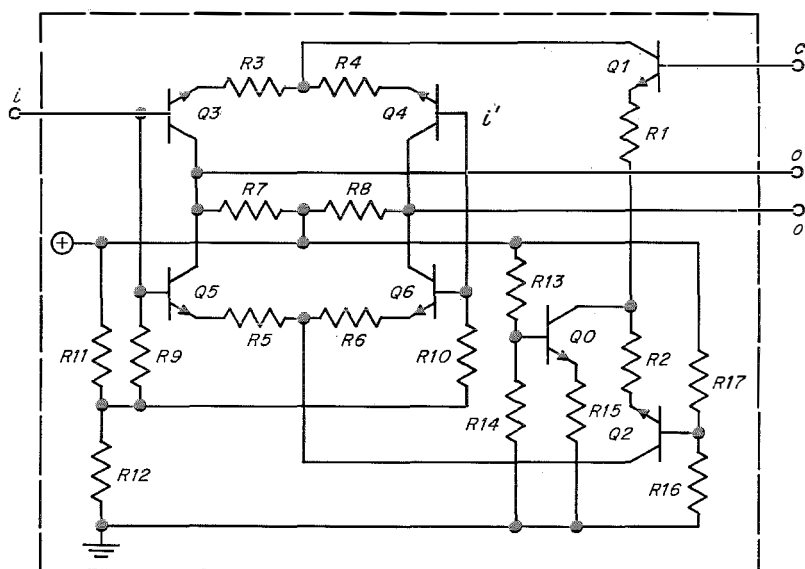 R3 R4 Q1 c
i Q3 Q4 i'
R1
o
R7 R8
o
+
R13
Q5 Q6
R5 R6 Q0
R11 R9 R10 R2 R17
R14 R15
Q2
R12 R16